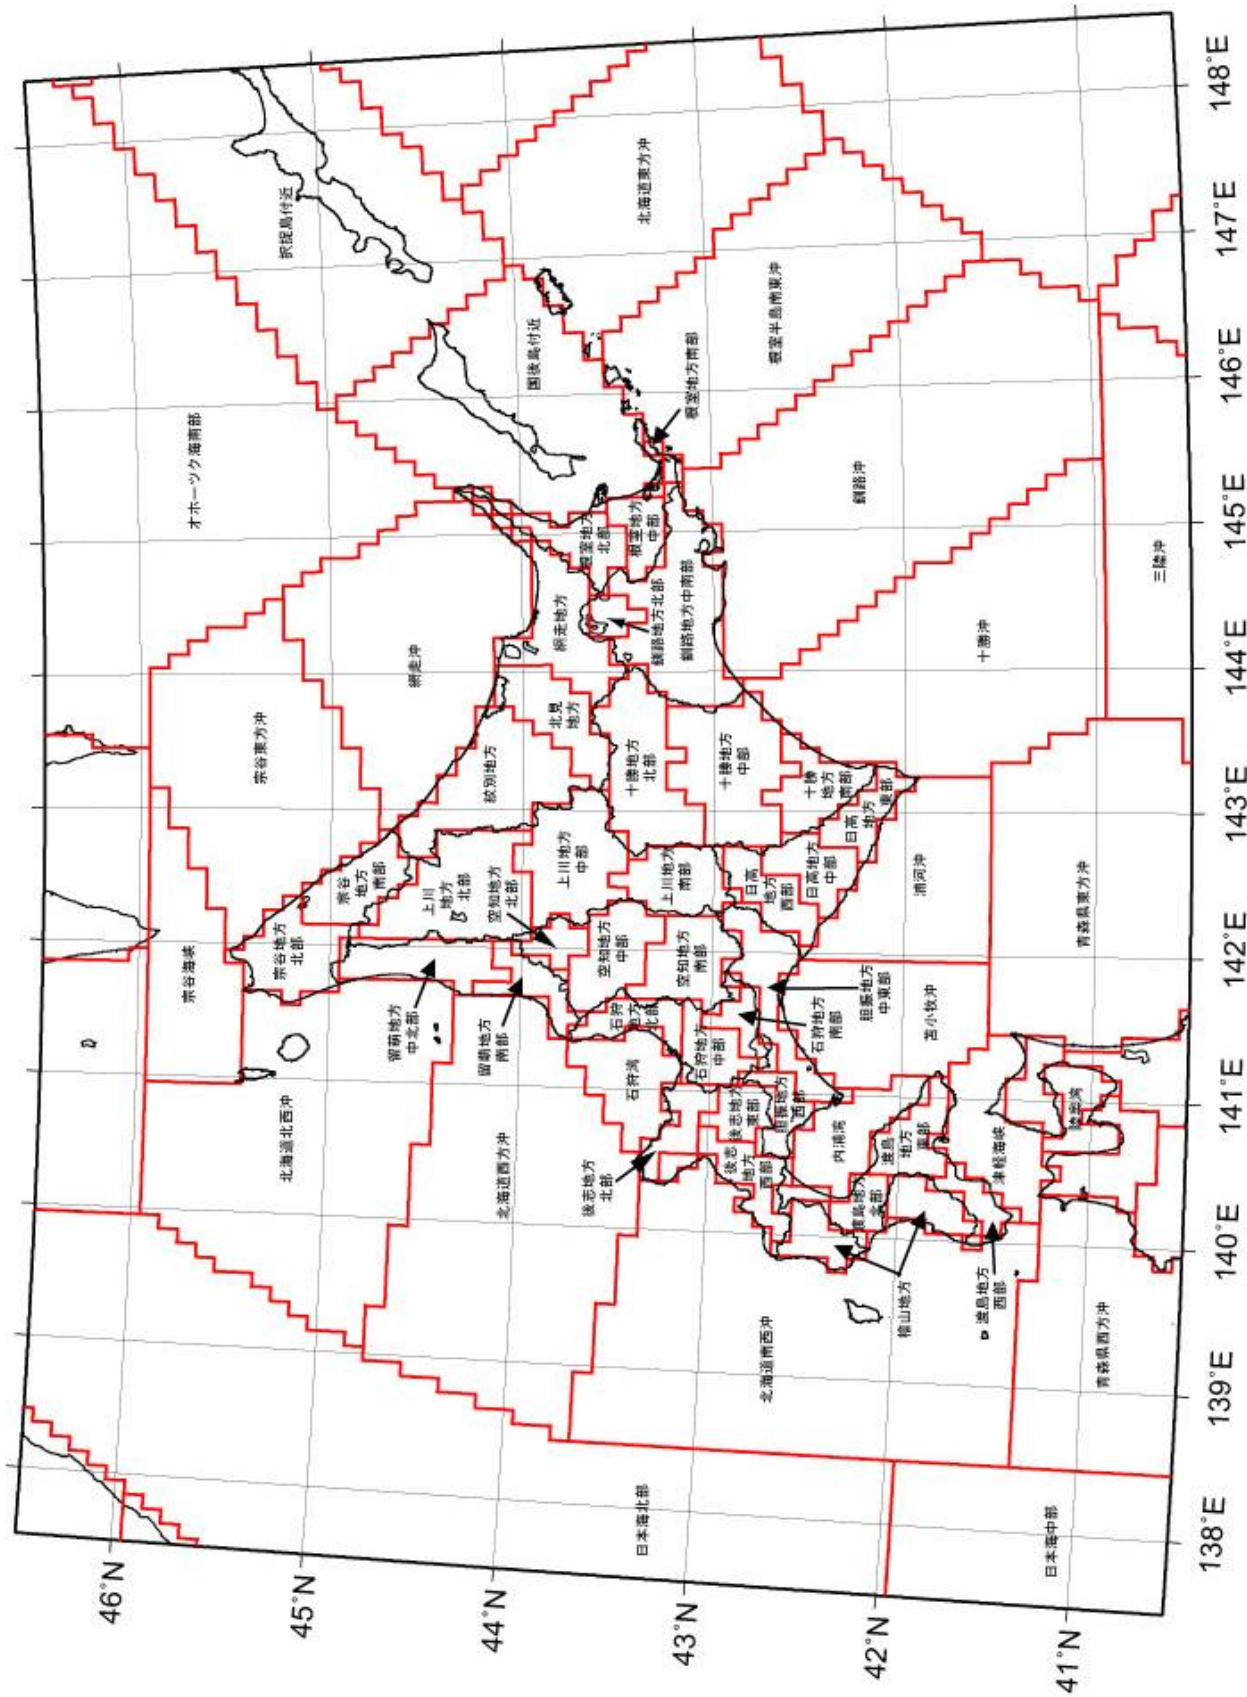 オホーツク海南部
択捉島付近
宗谷東方沖
宗谷海峡
網走沖
国後島付近
北海道東方沖
北海道北西沖
宗谷地方
北部
宗谷
地方
南部
上川
地方
北部
紋別地方
北見
地方
網走地方
根室地方
北部
根室地方
中部
根室地方南部
根室半島南東沖
留萌地方
中北部
留萌地方
南部
空知地方
北部
上川地方
中部
空知地方
中部
上川地方
南部
空知地方
南部
十勝地方
北部
十勝地方
中部
十勝
地方
南部
釧路地方北部
釧路地方中南部
釧路沖
十勝沖
北海道西方沖
石狩湾
石狩
地方
北部
石狩地方
中部
石狩地方
南部
後志地方
北部
後志地方
東部
後志
地方
西部
胆振地方
西部
胆振地方
中東部
日高
地方
西部
日高地方
中部
日高
地方
東部
浦河沖
苫小牧沖
内浦湾
渡島
地方
東部
渡島地方
北部
渡島地方
西部
檜山地方
津軽海峡
陸奥湾
北海道南西沖
青森県西方沖
青森県東方沖
三陸沖
日本海北部
日本海中部
46°N
45°N
44°N
43°N
42°N
41°N
138°E
139°E
140°E
141°E
142°E
143°E
144°E
145°E
146°E
147°E
148°E